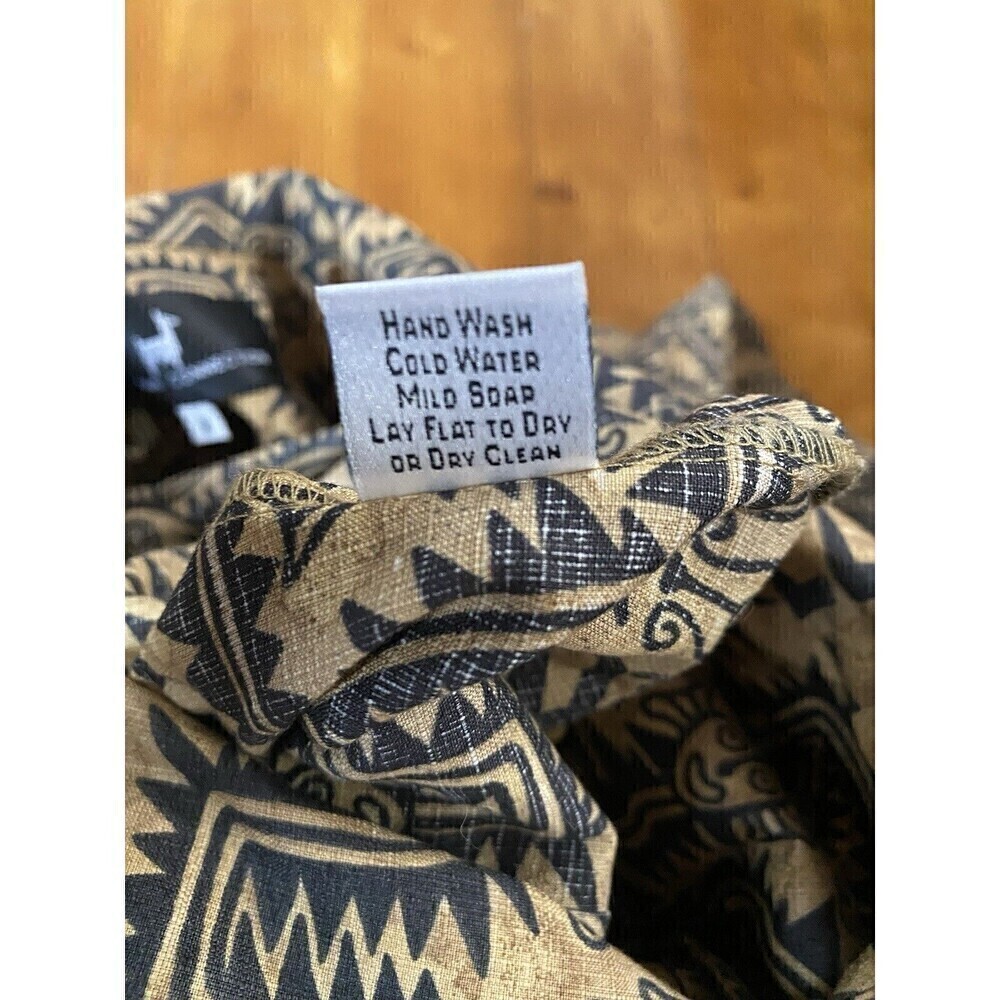 HAND WASH
COLD WATER
MILD SOAP
LAY FLAT TO DRY
OR DRY CLEAN